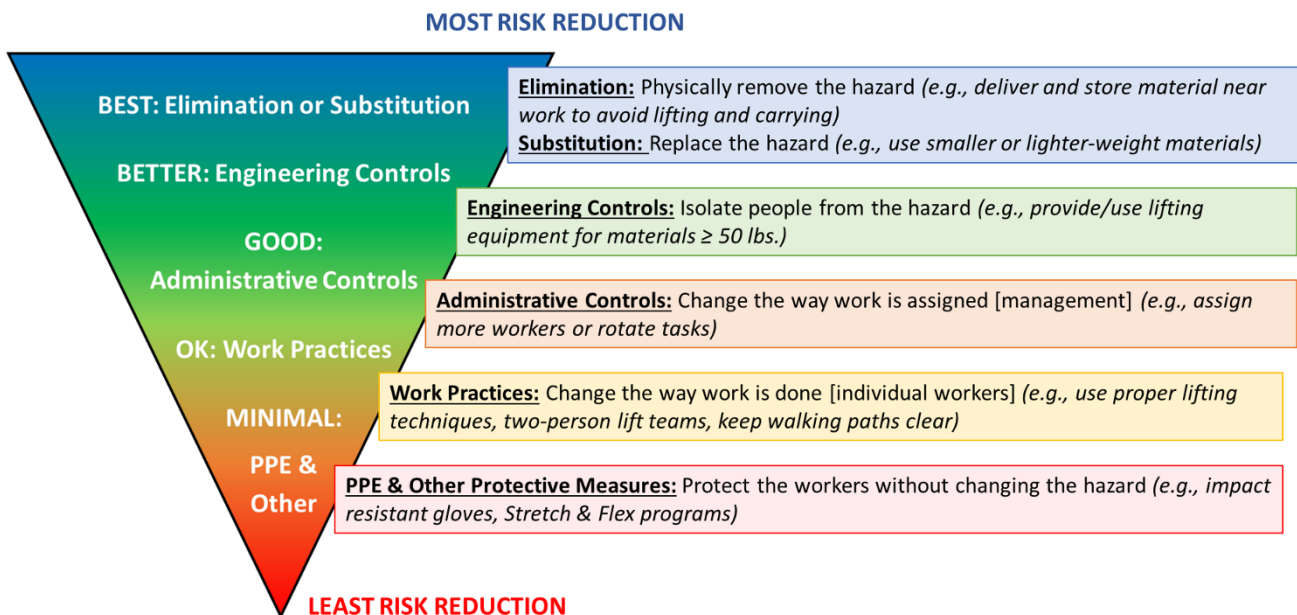 MOST RISK REDUCTION
BEST: Elimination or Substitution
Elimination: Physically remove the hazard (e.g., deliver and store material near
work to avoid lifting and carrying)
Substitution: Replace the hazard (e.g., use smaller or lighter-weight materials)
BETTER: Engineering Controls
Engineering Controls: Isolate people from the hazard (e.g., provide/use lifting
equipment for materials ≥ 50 lbs.)
GOOD:
Administrative Controls
Administrative Controls: Change the way work is assigned [management] (e.g., assign
more workers or rotate tasks)
OK: Work Practices
Work Practices: Change the way work is done [individual workers] (e.g., use proper lifting
techniques, two-person lift teams, keep walking paths clear)
MINIMAL:
PPE &
Other
PPE & Other Protective Measures: Protect the workers without changing the hazard (e.g., impact
resistant gloves, Stretch & Flex programs)
LEAST RISK REDUCTION